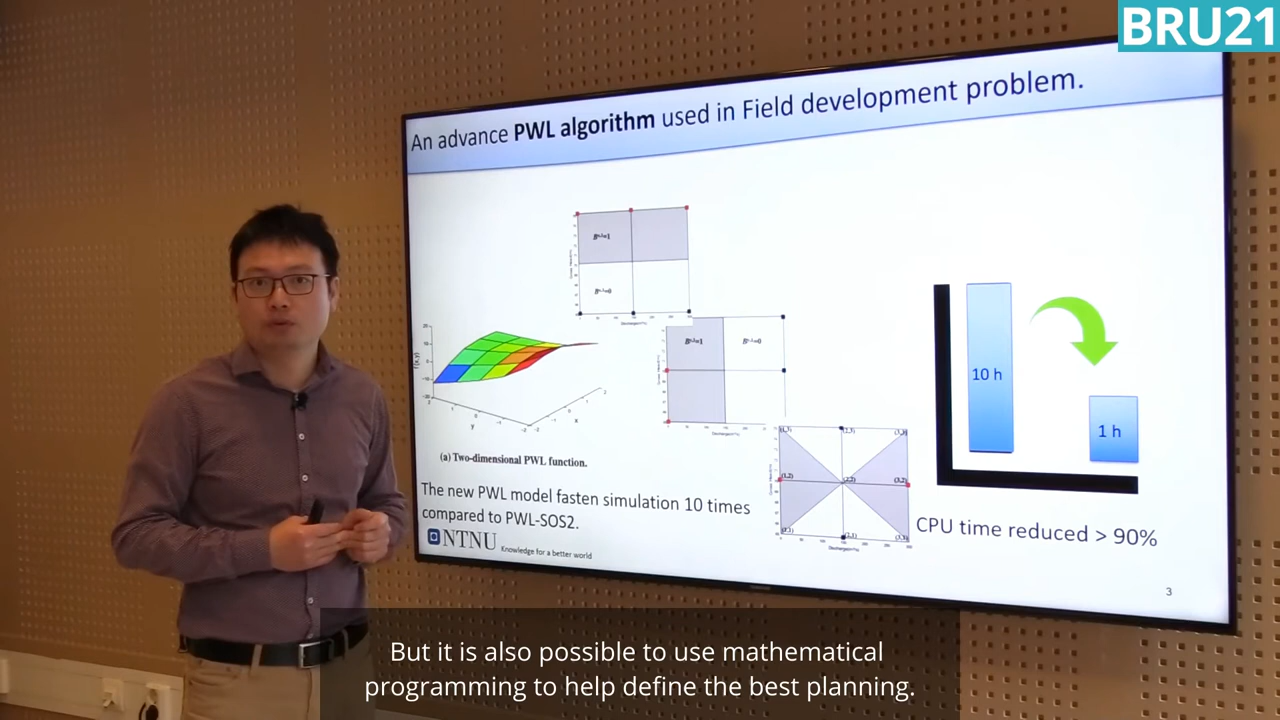 BRU21
An advance PWL algorithm used in Field development problem.
10 h
1 h
(a) Two-dimensional PWL function.
The new PWL model fasten simulation 10 times
compared to PWL-SOS2.
CPU time reduced > 90%
NTNU Knowledge for a better world
3
But it is also possible to use mathematical
programming to help define the best planning.